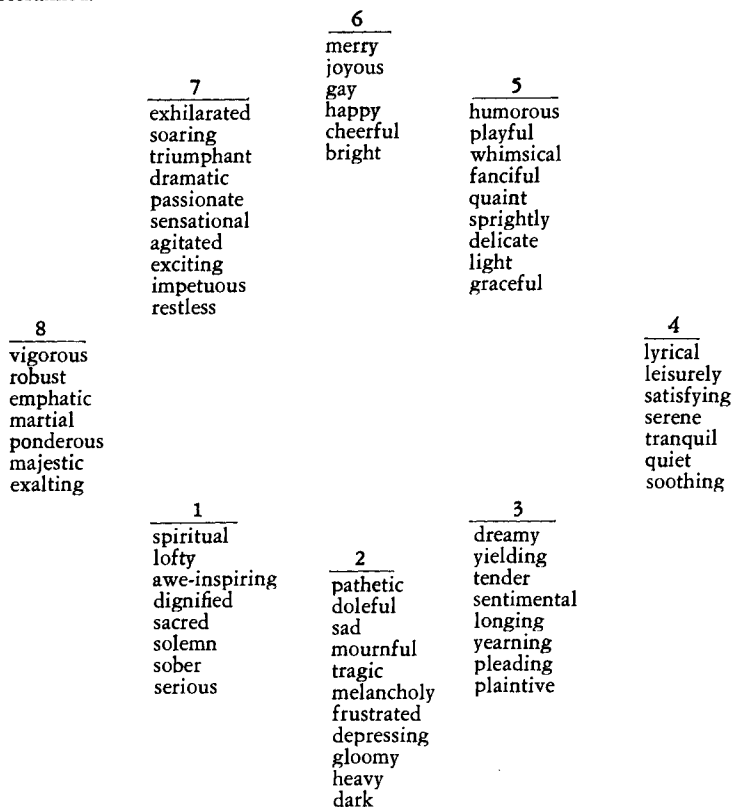 6
merry
joyous
gay
happy
cheerful
bright
7
exhilarated
soaring
triumphant
dramatic
passionate
sensational
agitated
exciting
impetuous
restless
5
humorous
playful
whimsical
fanciful
quaint
sprightly
delicate
light
graceful
8
vigorous
robust
emphatic
martial
ponderous
majestic
exalting
4
lyrical
leisurely
satisfying
serene
tranquil
quiet
soothing
1
spiritual
lofty
awe-inspiring
dignified
sacred
solemn
sober
serious
2
pathetic
doleful
sad
mournful
tragic
melancholy
frustrated
depressing
gloomy
heavy
dark
3
dreamy
yielding
tender
sentimental
longing
yearning
pleading
plaintive